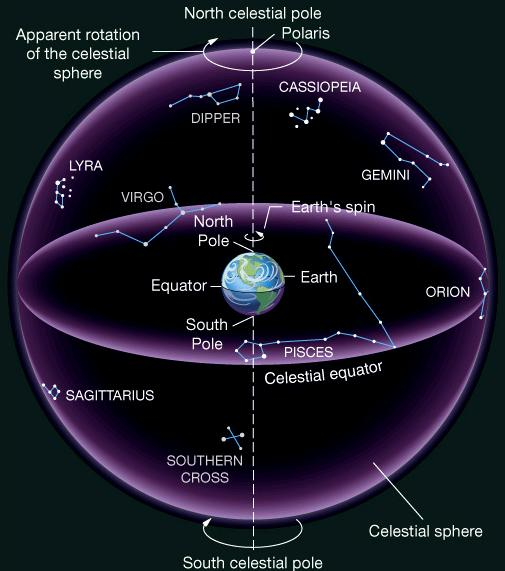 North celestial pole
Polaris
Apparent rotation
of the celestial
sphere
CASSIOPEIA
DIPPER
LYRA
GEMINI
VIRGO
Earth's spin
North
Pole
Equator
Earth
ORION
South
Pole
PISCES
Celestial equator
SAGITTARIUS
SOUTHERN
CROSS
Celestial sphere
South celestial pole